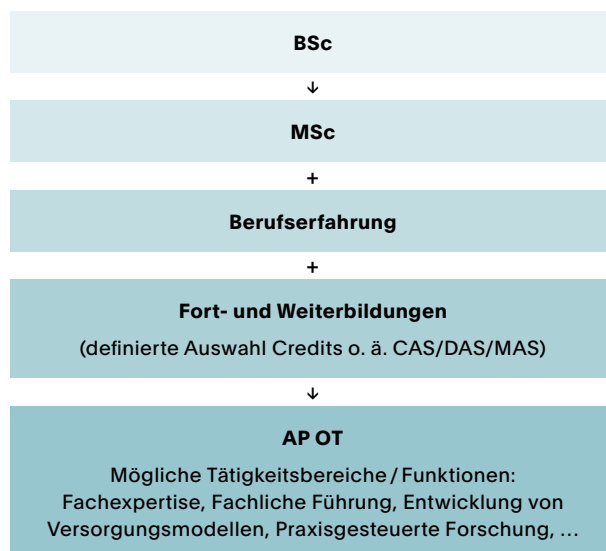 BSc
↓
MSc
+
Berufserfahrung
+
Fort- und Weiterbildungen
(definierte Auswahl Credits o. ä. CAS/DAS/MAS)
↓
AP OT
Mögliche Tätigkeitsbereiche / Funktionen:
Fachexpertise, Fachliche Führung, Entwicklung von
Versorgungsmodellen, Praxisgesteuerte Forschung, …